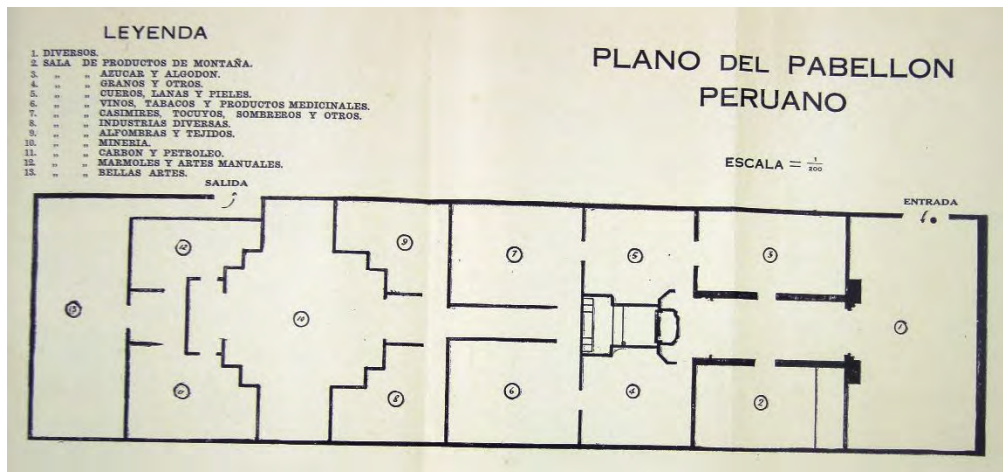 LEYENDA
1. DIVERSOS.
2. SALA DE PRODUCTOS DE MONTAÑA.
3. „ „ AZUCAR Y ALGODON.
4. „ „ GRANOS Y OTROS.
5. „ „ CUEROS, LANAS Y PIELES.
6. „ „ VINOS, TABACOS Y PRODUCTOS MEDICINALES.
7. „ „ CASIMIRES, TOCUYOS, SOMBREROS Y OTROS.
8. „ „ INDUSTRIAS DIVERSAS.
9. „ „ ALFOMBRAS Y TEJIDOS.
10. „ „ MINERIA.
11. „ „ CARBON Y PETROLEO.
12. „ „ MARMOLES Y ARTES MANUALES.
13. „ „ BELLAS ARTES.
PLANO DEL PABELLON
PERUANO
ESCALA = 1/200
SALIDA
ENTRADA
12
9
7
5
3
13
10
1
11
8
6
4
2